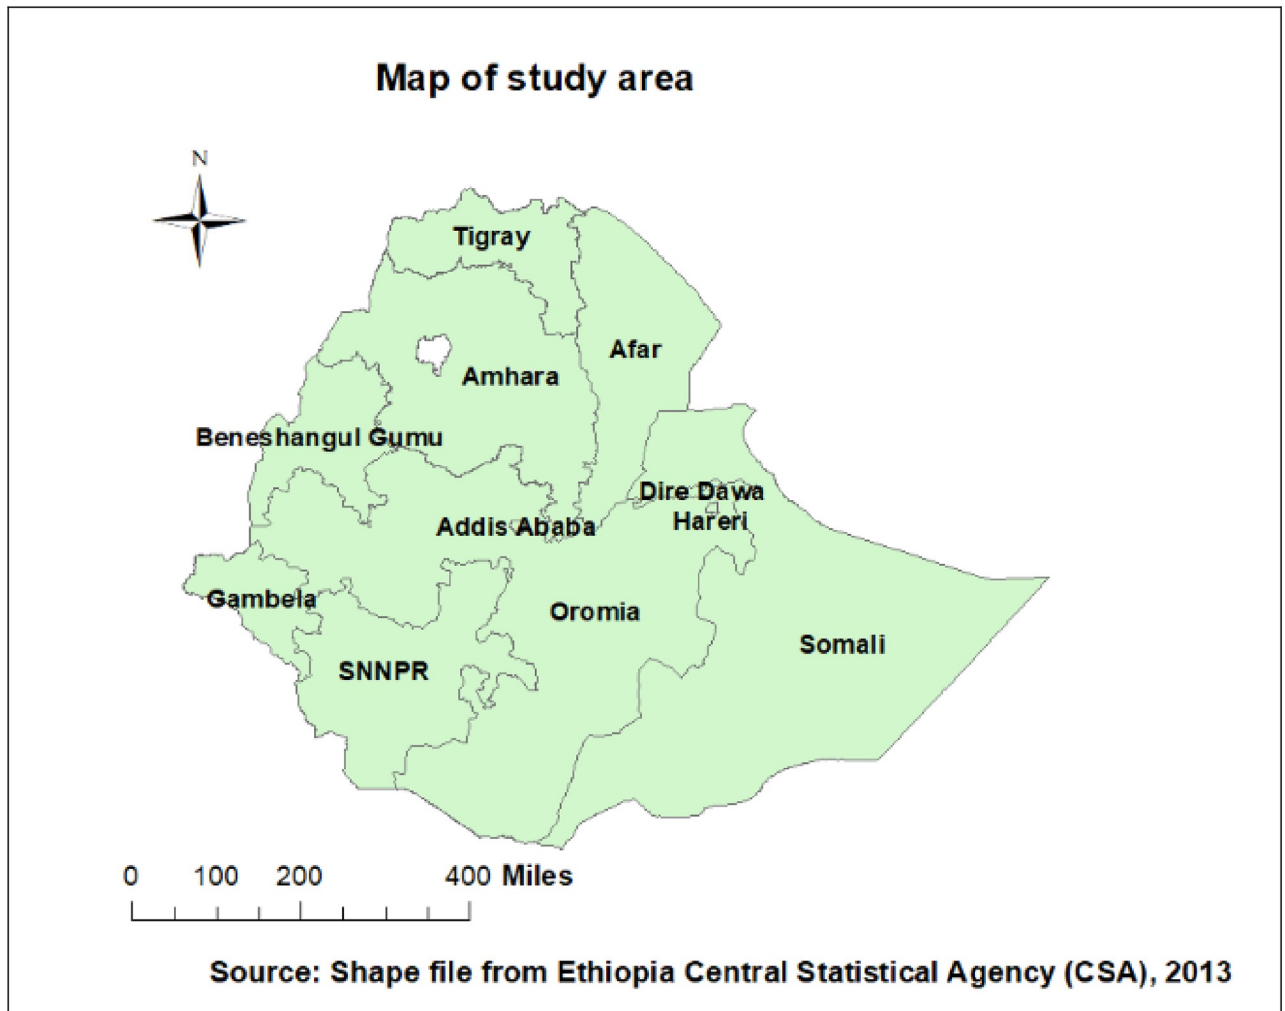 Map of study area
N
Tigray
Afar
Amhara
Beneshangul Gumu
Dire Dawa
Hareri
Addis Ababa
Gambela
Oromia
Somali
SNNPR
0 100 200 400 Miles
Source: Shape file from Ethiopia Central Statistical Agency (CSA), 2013